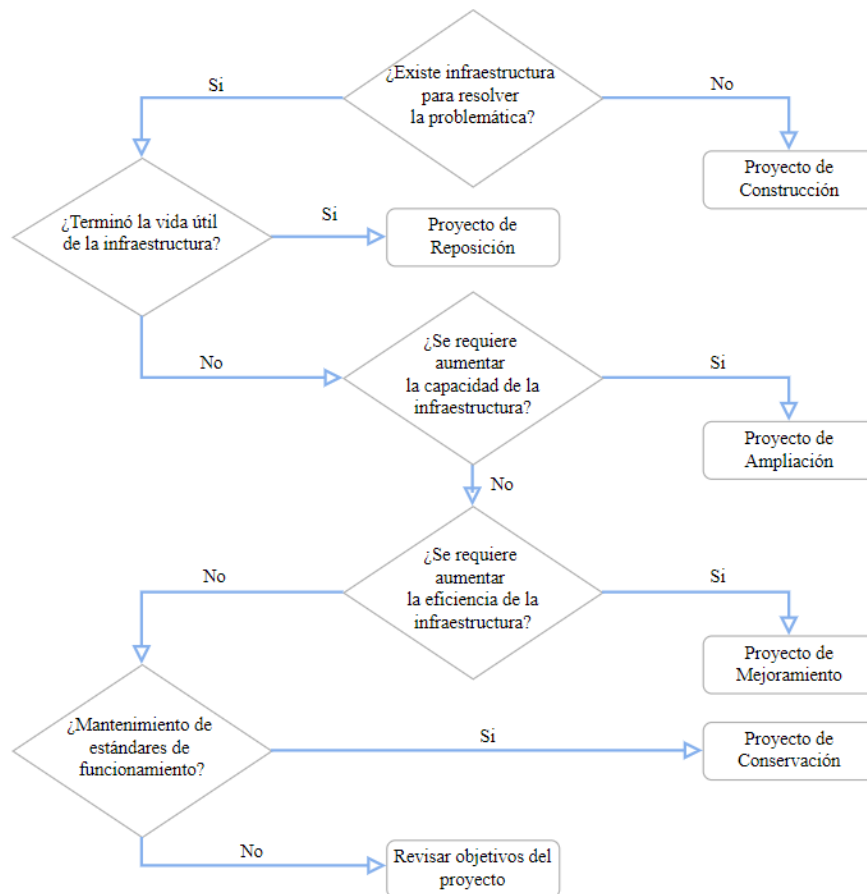 ¿Existe infraestructura
para resolver
la problemática?
Si
No
Proyecto de
Construcción
¿Terminó la vida útil
de la infraestructura?
Si
Proyecto de
Reposición
No
¿Se requiere
aumentar
la capacidad de la
infraestructura?
Si
Proyecto de
Ampliación
No
¿Se requiere
aumentar
la eficiencia de la
infraestructura?
No
Si
Proyecto de
Mejoramiento
¿Mantenimiento de
estándares de
funcionamiento?
Si
Proyecto de
Conservación
No
Revisar objetivos del
proyecto